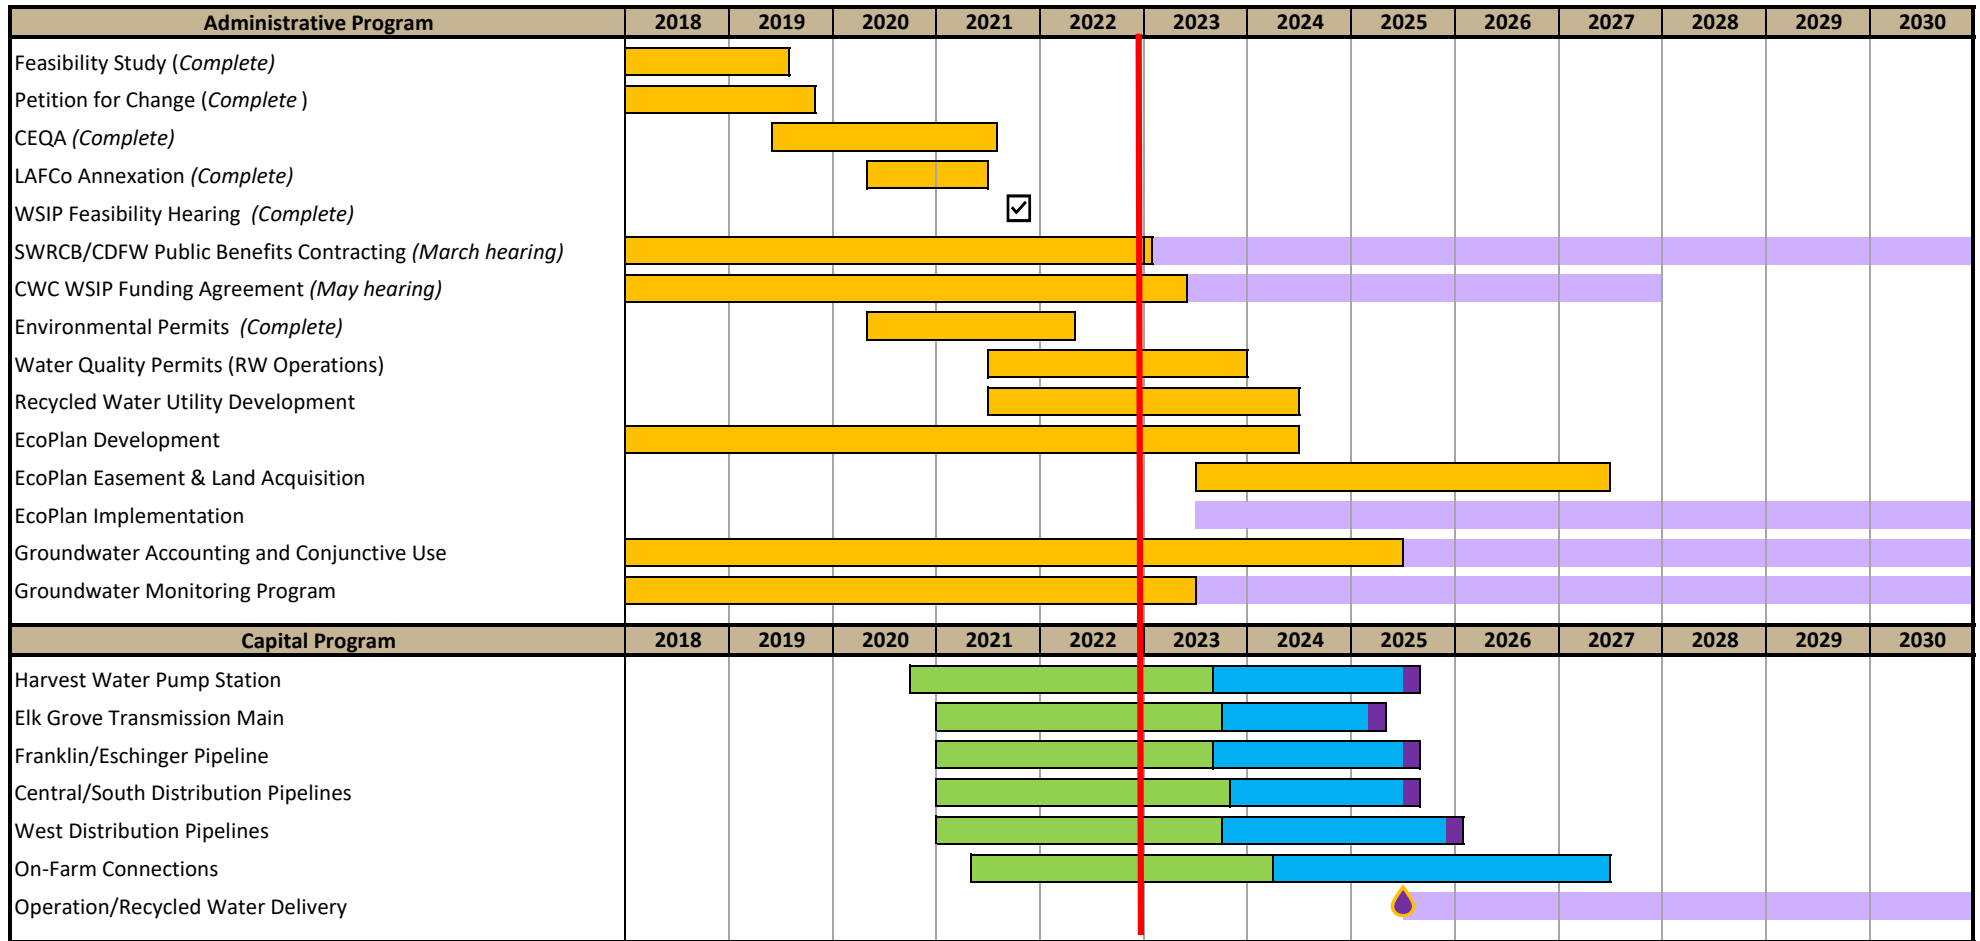 Administrative Program 2018 2019 2020 2021 2022 2023 2024 2025 2026 2027 2028 2029 2030
Feasibility Study (Complete)
Petition for Change (Complete )
CEQA (Complete)
LAFCo Annexation (Complete)
WSIP Feasibility Hearing (Complete)
SWRCB/CDFW Public Benefits Contracting (March hearing)
CWC WSIP Funding Agreement (May hearing)
Environmental Permits (Complete)
Water Quality Permits (RW Operations)
Recycled Water Utility Development
EcoPlan Development
EcoPlan Easement & Land Acquisition
EcoPlan Implementation
Groundwater Accounting and Conjunctive Use
Groundwater Monitoring Program
Capital Program 2018 2019 2020 2021 2022 2023 2024 2025 2026 2027 2028 2029 2030
Harvest Water Pump Station
Elk Grove Transmission Main
Franklin/Eschinger Pipeline
Central/South Distribution Pipelines
West Distribution Pipelines
On-Farm Connections
Operation/Recycled Water Delivery